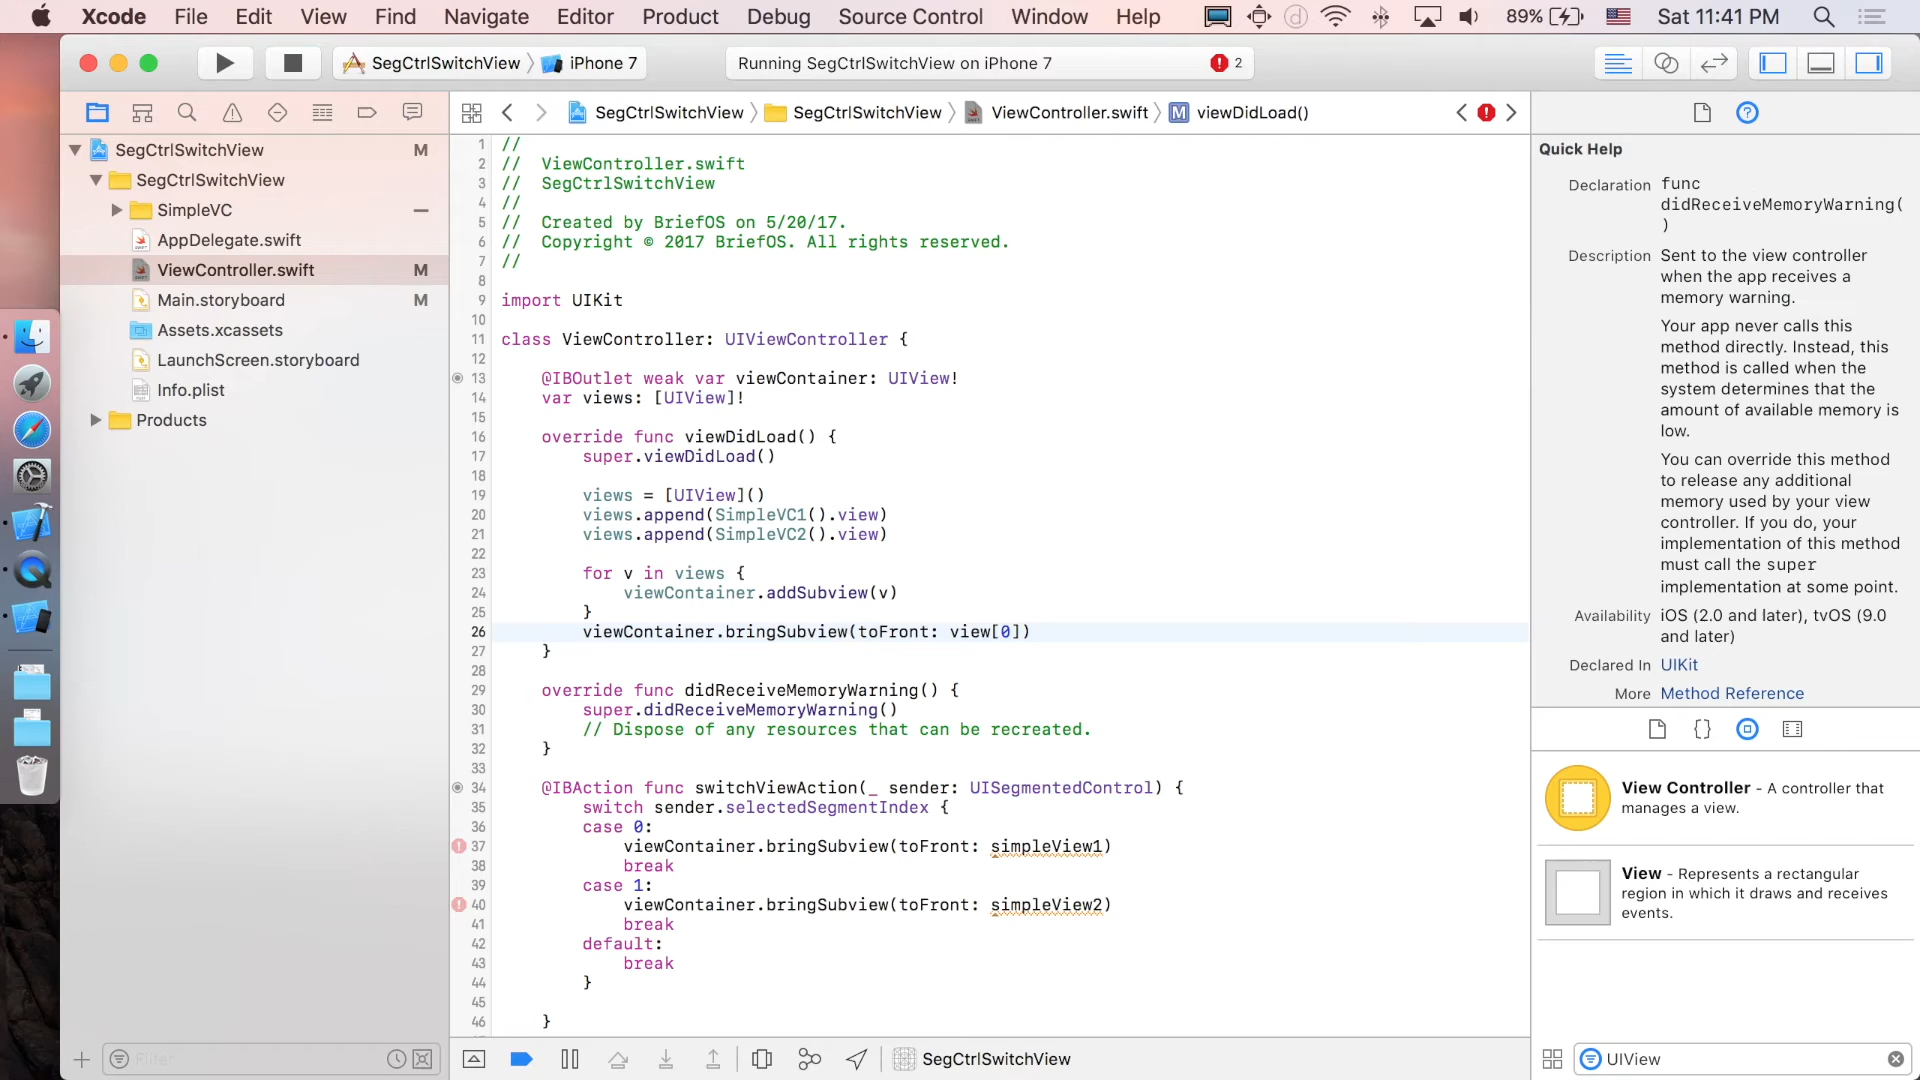 Xcode File Edit View Find Navigate Editor Product Debug Source Control Window Help 89% Sat 11:41 PM
SegCtrlSwitchView iPhone 7 Running SegCtrlSwitchView on iPhone 7 2
SegCtrlSwitchView SegCtrlSwitchView ViewController.swift M viewDidLoad()
SegCtrlSwitchView M
SegCtrlSwitchView
SimpleVC
AppDelegate.swift
ViewController.swift M
Main.storyboard M
Assets.xcassets
LaunchScreen.storyboard
Info.plist
Products
Filter
1 //
2 // ViewController.swift
3 // SegCtrlSwitchView
4 //
5 // Created by BriefOS on 5/20/17.
6 // Copyright © 2017 BriefOS. All rights reserved.
7 //
8
9 import UIKit
10
11 class ViewController: UIViewController {
12
13 @IBOutlet weak var viewContainer: UIView!
14 var views: [UIView]!
15
16 override func viewDidLoad() {
17 super.viewDidLoad()
18
19 views = [UIView]()
20 views.append(SimpleVC1().view)
21 views.append(SimpleVC2().view)
22
23 for v in views {
24 viewContainer.addSubview(v)
25 }
26 viewContainer.bringSubview(toFront: view[0])
27 }
28
29 override func didReceiveMemoryWarning() {
30 super.didReceiveMemoryWarning()
31 // Dispose of any resources that can be recreated.
32 }
33
34 @IBAction func switchViewAction(_ sender: UISegmentedControl) {
35 switch sender.selectedSegmentIndex {
36 case 0:
37 viewContainer.bringSubview(toFront: simpleView1)
38 break
39 case 1:
40 viewContainer.bringSubview(toFront: simpleView2)
41 break
42 default:
43 break
44 }
45
46 }
SegCtrlSwitchView
Quick Help
Declaration func
didReceiveMemoryWarning(
)
Description Sent to the view controller
when the app receives a
memory warning.
Your app never calls this
method directly. Instead, this
method is called when the
system determines that the
amount of available memory is
low.
You can override this method
to release any additional
memory used by your view
controller. If you do, your
implementation of this method
must call the super
implementation at some point.
Availability iOS (2.0 and later), tvOS (9.0
and later)
Declared In UIKit
More Method Reference
View Controller - A controller that
manages a view.
View - Represents a rectangular
region in which it draws and receives
events.
UIView